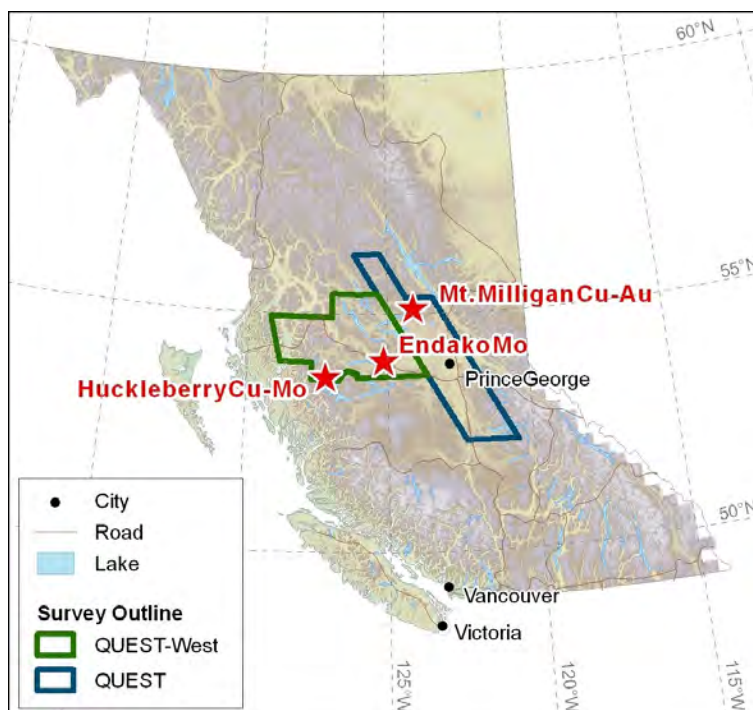 60°N
55°N
Mt.MilliganCu-Au
EndakoMo
PrinceGeorge
HuckleberryCu-Mo
50°N
City
Road
Lake
Survey Outline
QUEST-West
QUEST
Vancouver
Victoria
125°W
120°W
115°W